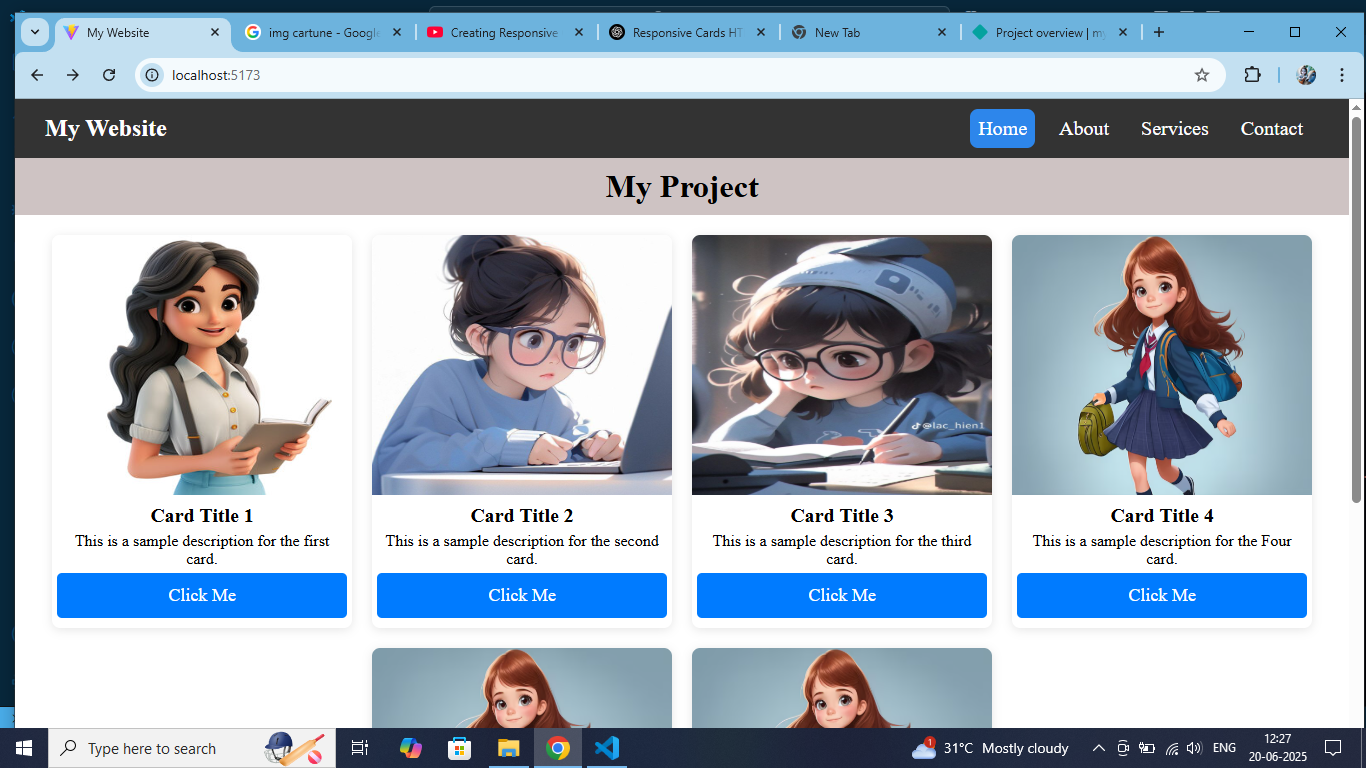 My Website
img cartune - Google
Creating Responsive
Responsive Cards HT
New Tab
Project overview | my
localhost:5173
My Website
Home
About
Services
Contact
My Project
@lac_hien1
Card Title 1
This is a sample description for the first
card.
Click Me
Card Title 2
This is a sample description for the second
card.
Click Me
Card Title 3
This is a sample description for the third
card.
Click Me
Card Title 4
This is a sample description for the Four
card.
Click Me
Type here to search
1
31°C Mostly cloudy
ENG
12:27
20-06-2025